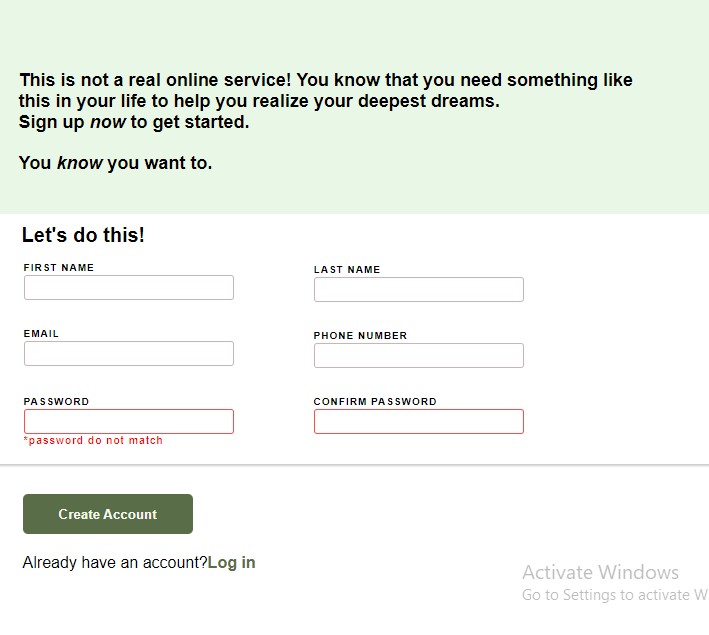 This is not a real online service! You know that you need something like
this in your life to help you realize your deepest dreams.
Sign up now to get started.
You know you want to.
Let's do this!
FIRST NAME
LAST NAME
EMAIL
PHONE NUMBER
PASSWORD
CONFIRM PASSWORD
*password do not match
Create Account
Already have an account?Log in
Activate Windows
Go to Settings to activate W